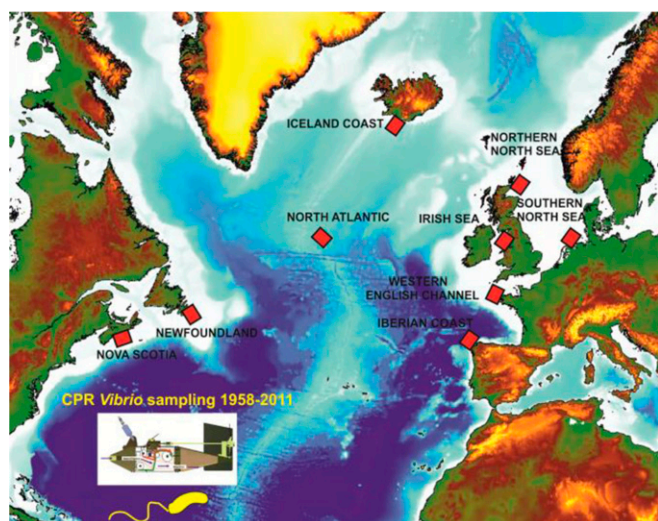 ICELAND COAST
NORTHERN
NORTH SEA
NORTH ATLANTIC
IRISH SEA
SOUTHERN
NORTH SEA
WESTERN
ENGLISH CHANNEL
IBERIAN COAST
NEWFOUNDLAND
NOVA SCOTIA
CPR Vibrio sampling 1958-2011